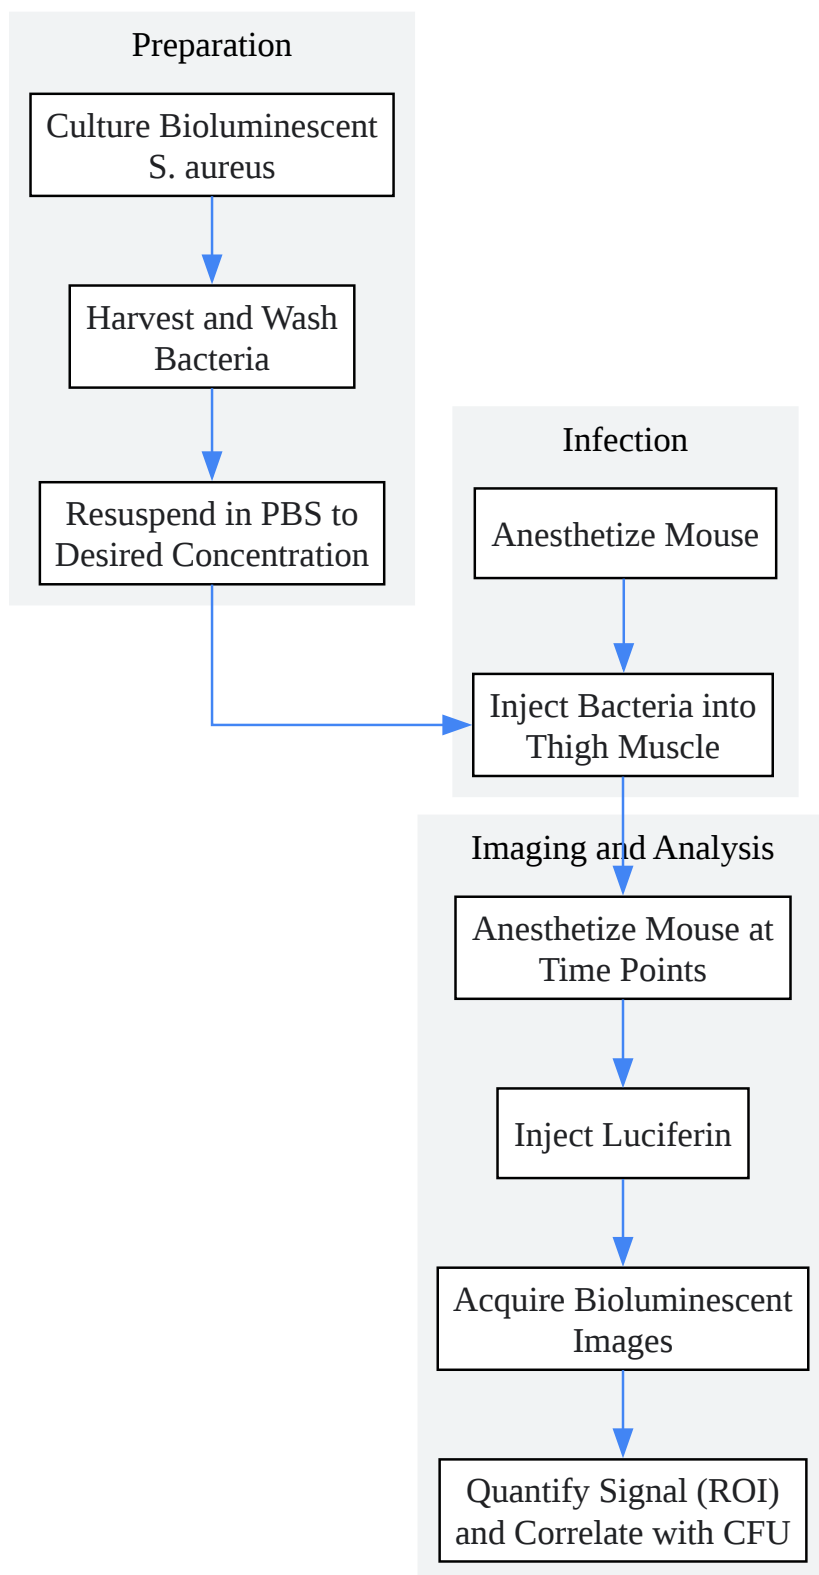 Preparation
Culture Bioluminescent
S. aureus
Harvest and Wash
Bacteria
Resuspend in PBS to
Desired Concentration
Infection
Anesthetize Mouse
Inject Bacteria into
Thigh Muscle
Imaging and Analysis
Anesthetize Mouse at
Time Points
Inject Luciferin
Acquire Bioluminescent
Images
Quantify Signal (ROI)
and Correlate with CFU